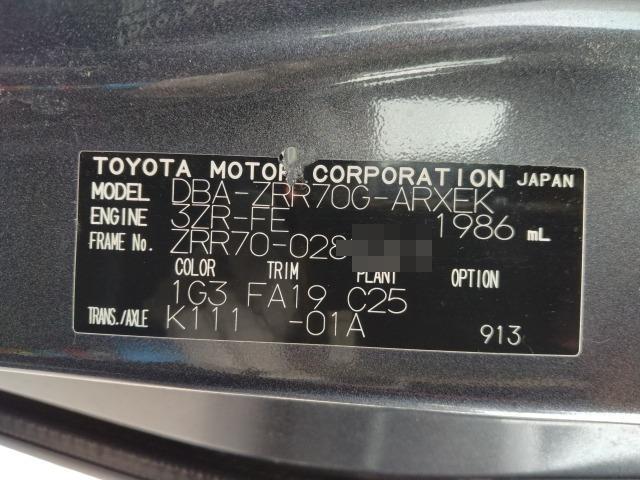 TOYOTA MOTOR CORPORATION JAPAN
MODEL DBA-ZRR70G-ARXEK
ENGINE 3ZR-FE 1986 mL
FRAME No. ZRR70-028
COLOR TRIM PLANT OPTION
1G3 FA19 C25
TRANS./AXLE K111 -01A 913